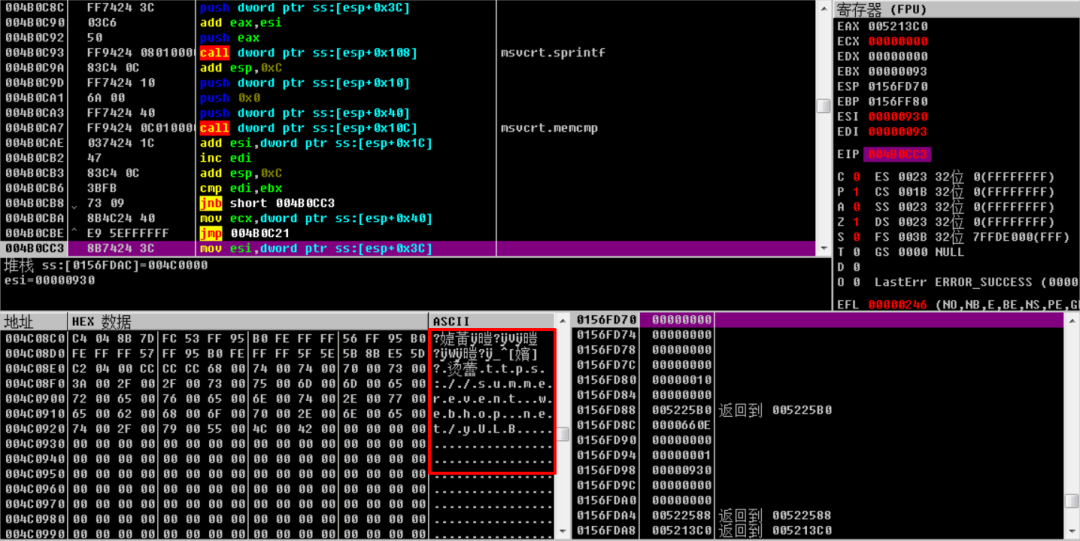 004B0C8C FF7424 3C push dword ptr ss:[esp+0x3C]
004B0C90 03C6 add eax,esi
004B0C92 50 push eax
004B0C93 FF9424 08010000 call dword ptr ss:[esp+0x108] msvcrt.sprintf
004B0C9A 83C4 0C add esp,0xC
004B0C9D FF7424 10 push dword ptr ss:[esp+0x10]
004B0CA1 6A 00 push 0x0
004B0CA3 FF7424 40 push dword ptr ss:[esp+0x40]
004B0CA7 FF9424 0C010000 call dword ptr ss:[esp+0x10C] msvcrt.memcmp
004B0CAE 037424 1C add esi,dword ptr ss:[esp+0x1C]
004B0CB2 47 inc edi
004B0CB3 83C4 0C add esp,0xC
004B0CB6 3BFB cmp edi,ebx
004B0CB8 73 09 jnb short 004B0CC3
004B0CBA 8B4C24 40 mov ecx,dword ptr ss:[esp+0x40]
004B0CBE E9 5EFFFFFF jmp 004B0C21
004B0CC3 8B7424 3C mov esi,dword ptr ss:[esp+0x3C]
堆栈 ss:[0156FDAC]=004C0000
esi=00000930
寄存器 (FPU)
EAX 005213C0
ECX 00000000
EDX 00000000
EBX 00000093
ESP 0156FD70
EBP 0156FF80
ESI 00000930
EDI 00000093
EIP 004B0CC3
C 0 ES 0023 32位 0(FFFFFFFF)
P 1 CS 001B 32位 0(FFFFFFFF)
A 0 SS 0023 32位 0(FFFFFFFF)
Z 1 DS 0023 32位 0(FFFFFFFF)
S 0 FS 003B 32位 7FFDE000(FFF)
T 0 GS 0000 NULL
D 0
O 0 LastErr ERROR_SUCCESS (0000
EFL 00000246 (NO,NB,E,BE,NS,PE,G
地址 HEX 数据 ASCII
004C08C0 C4 04 8B 7D FC 53 FF 95 B0 FE FF FF 56 FF 95 B0
004C08D0 FE FF FF 57 FF 95 B0 FE FF FF 5F 5E 5B 8B E5 5D
004C08E0 C2 04 00 CC CC CC 68 00 74 00 74 00 70 00 73 00 ?.烫蕾.t.t.p.s.
004C08F0 3A 00 2F 00 2F 00 73 00 75 00 6D 00 6D 00 65 00 :././.s.u.m.m.e.
004C0900 72 00 65 00 76 00 65 00 6E 00 74 00 2E 00 77 00 r.e.v.e.n.t...w.
004C0910 65 00 62 00 68 00 6F 00 70 00 2E 00 6E 00 65 00 e.b.h.o.p...n.e.
004C0920 74 00 2F 00 79 00 55 00 4C 00 42 00 00 00 00 00 t./.y.U.L.B.....
004C0930 00 00 00 00 00 00 00 00 00 00 00 00 00 00 00 00 ................
004C0940 00 00 00 00 00 00 00 00 00 00 00 00 00 00 00 00 ................
004C0950 00 00 00 00 00 00 00 00 00 00 00 00 00 00 00 00 ................
004C0960 00 00 00 00 00 00 00 00 00 00 00 00 00 00 00 00 ................
004C0970 00 00 00 00 00 00 00 00 00 00 00 00 00 00 00 00 ................
004C0980 00 00 00 00 00 00 00 00 00 00 00 00 00 00 00 00 ................
004C0990 00 00 00 00 00 00 00 00 00 00 00 00 00 00 00 00 ................
0156FD70 00000000
0156FD74 00000000
0156FD78 00000000
0156FD7C 00000000
0156FD80 00000010
0156FD84 00000000
0156FD88 005225B0 返回到 005225B0
0156FD8C 0000660E
0156FD90 00000000
0156FD94 00000001
0156FD98 00000930
0156FD9C 00000000
0156FDA0 00000000
0156FDA4 00522588 返回到 00522588
0156FDA8 005213C0 返回到 005213C0